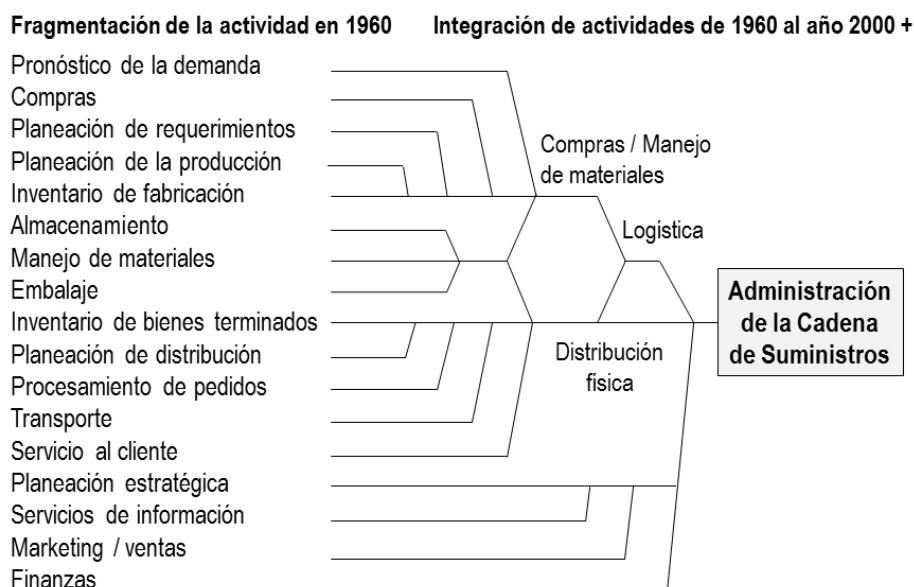 Fragmentación de la actividad en 1960
Integración de actividades de 1960 al año 2000 +
Pronóstico de la demanda
Compras
Planeación de requerimientos
Planeación de la producción
Inventario de fabricación
Almacenamiento
Manejo de materiales
Embalaje
Inventario de bienes terminados
Planeación de distribución
Procesamiento de pedidos
Transporte
Servicio al cliente
Planeación estratégica
Servicios de información
Marketing / ventas
Finanzas
Compras / Manejo
de materiales
Logística
Distribución
física
Administración
de la Cadena
de Suministros